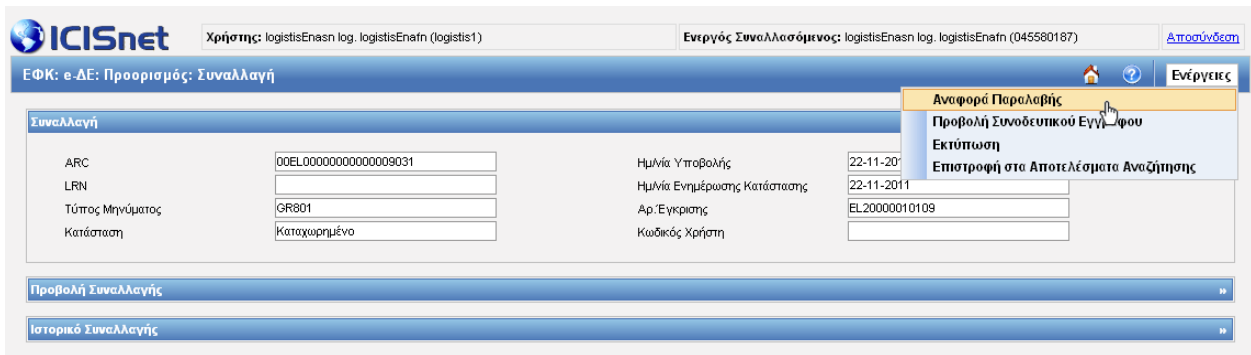 ICISnet
Χρήστης: logistisEnasn log. logistisEnafn (logistis1)
Ενεργός Συναλλασόμενος: logistisEnasn log. logistisEnafn (045580187)
Αποσύνδεση
ΕΦΚ: e-ΔΕ: Προορισμός: Συναλλαγή
Ενέργειες
Αναφορά Παραλαβής
Προβολή Συνοδευτικού Εγγράφου
Εκτύπωση
Επιστροφή στα Αποτελέσματα Αναζήτησης
Συναλλαγή
ARC 00EL00000000000009031
Ημ/νία Υποβολής 22-11-201
LRN
Ημ/νία Ενημέρωσης Κατάστασης 22-11-2011
Τύπος Μηνύματος GR801
Αρ.Έγκρισης EL20000010109
Κατάσταση Καταχωρημένο
Κωδικός Χρήστη
Προβολή Συναλλαγής »
Ιστορικό Συναλλαγής »